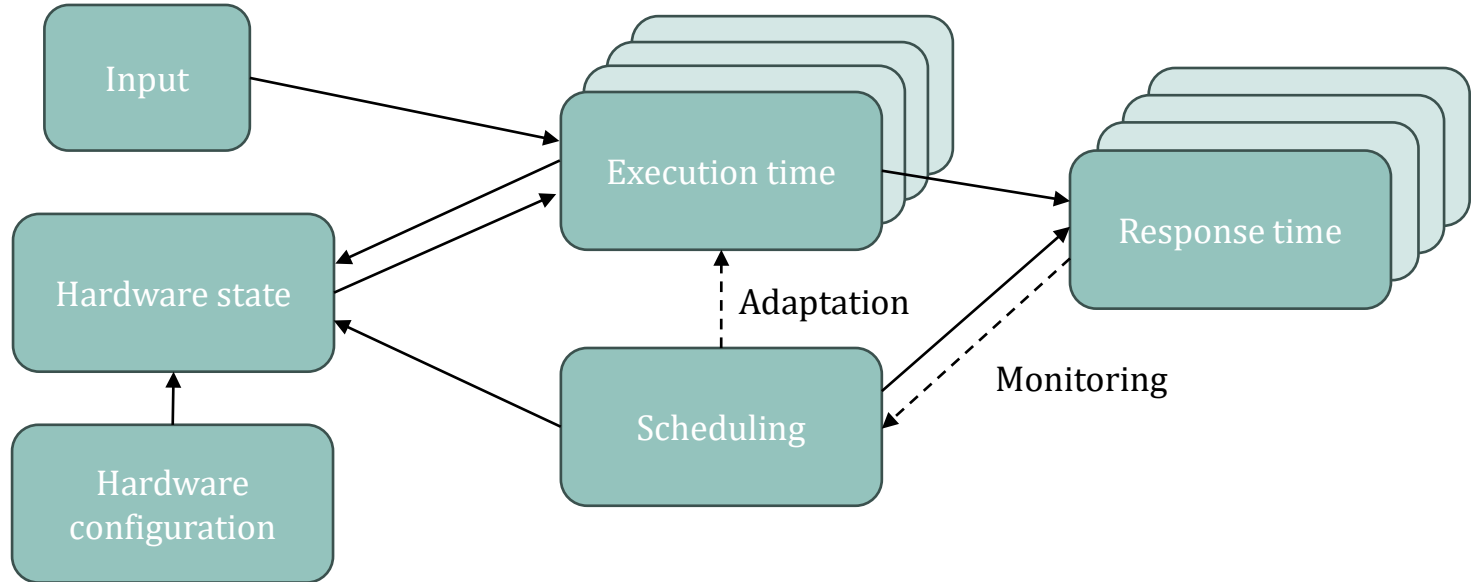 Input
Execution time
Response time
Hardware state
Adaptation
Monitoring
Scheduling
Hardware
configuration